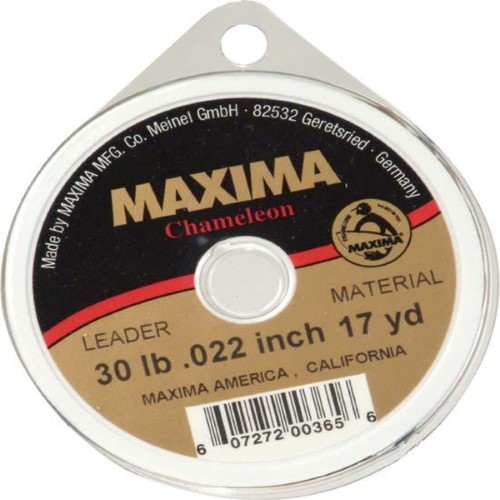 Made by MAXIMA MFG. Co. Meinel GmbH · 82532 Geretsried · Germany
MAXIMA
Chameleon
MAXIMA
LEADER MATERIAL
30 lb .022 inch 17 yd
MAXIMA AMERICA , CALIFORNIA
6 07272 00365 6